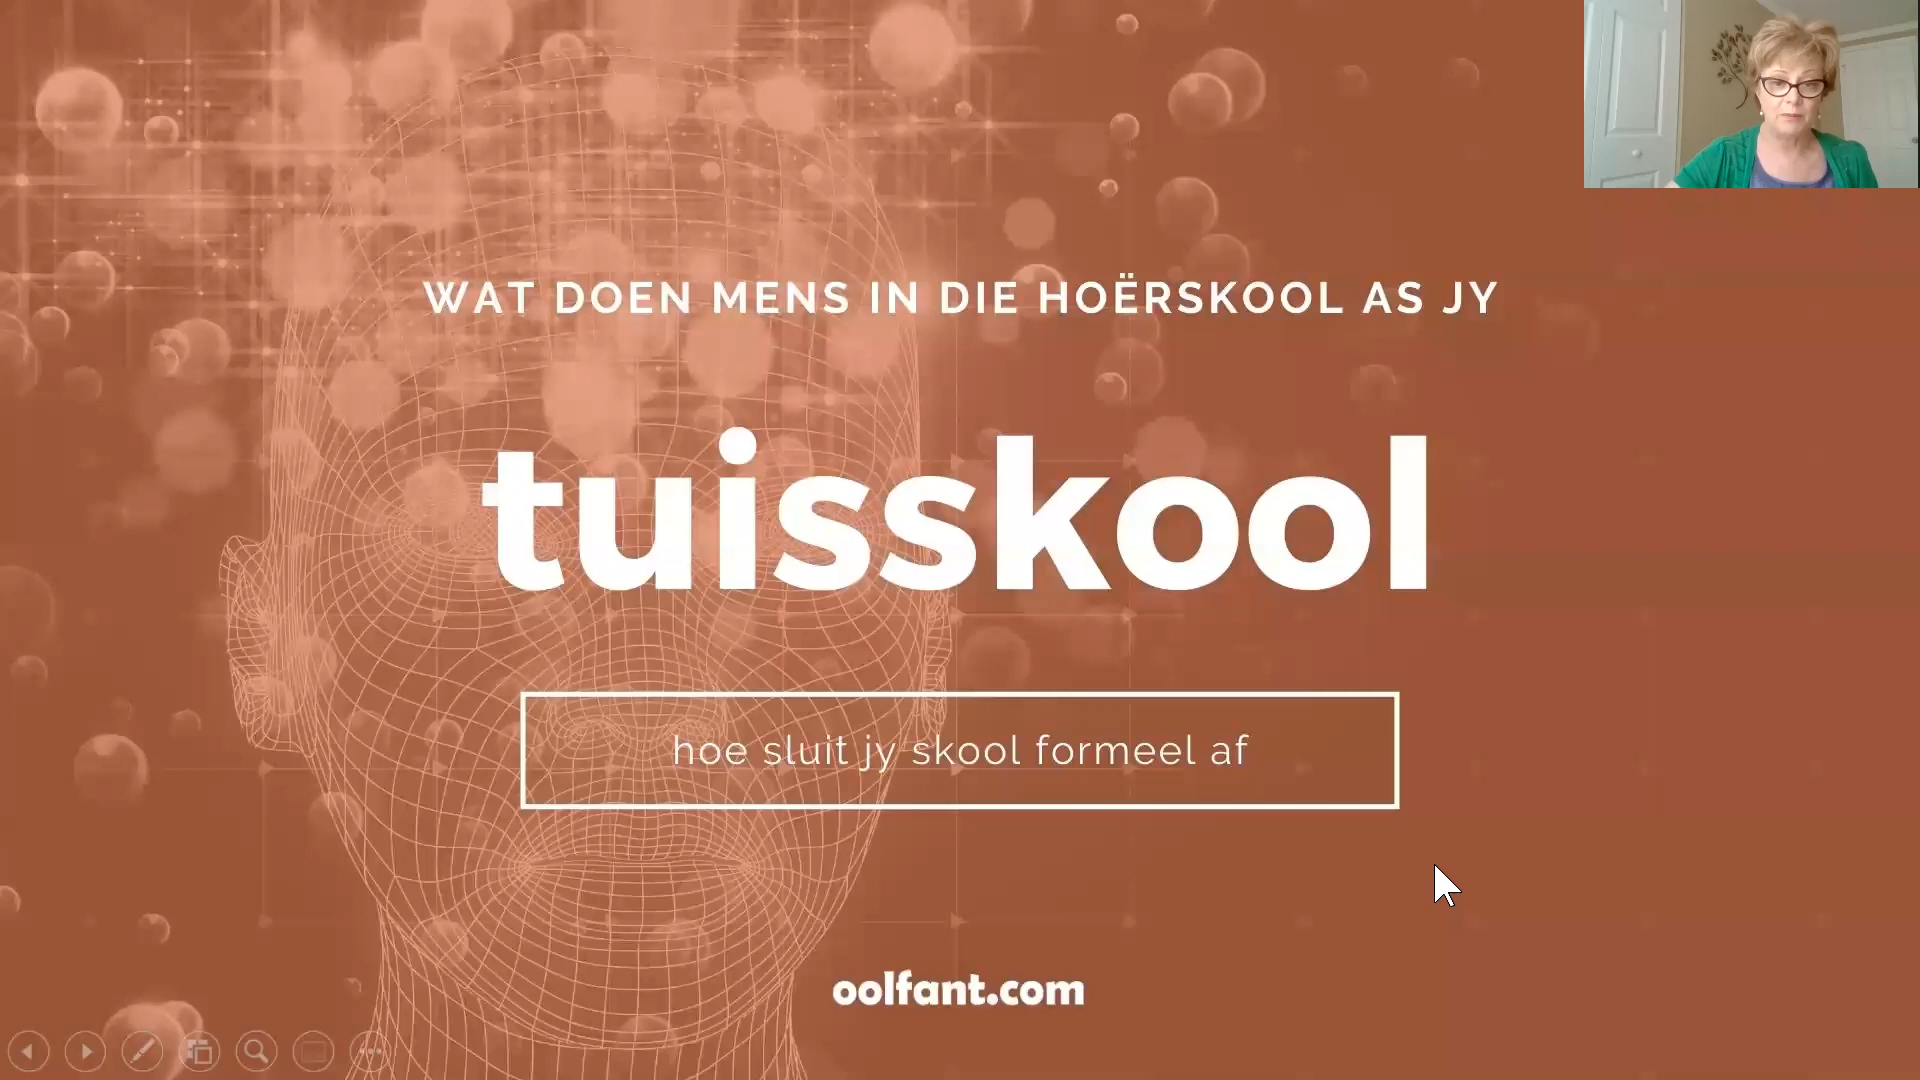 WAT DOEN MENS IN DIE HOËRSKOOL AS JY
tuisskool
hoe sluit jy skool formeel af
oolfant.com